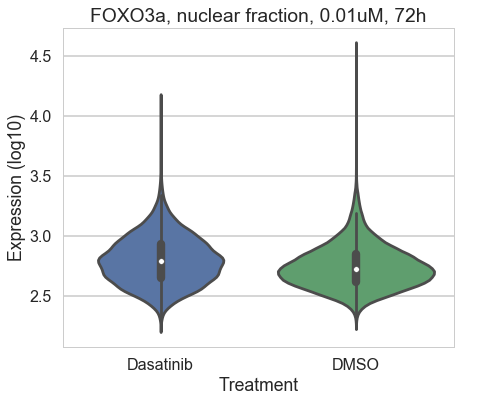 FOXO3a, nuclear fraction, 0.01uM, 72h
Expression (log10)
4.5
4.0
3.5
3.0
2.5
Dasatinib
DMSO
Treatment